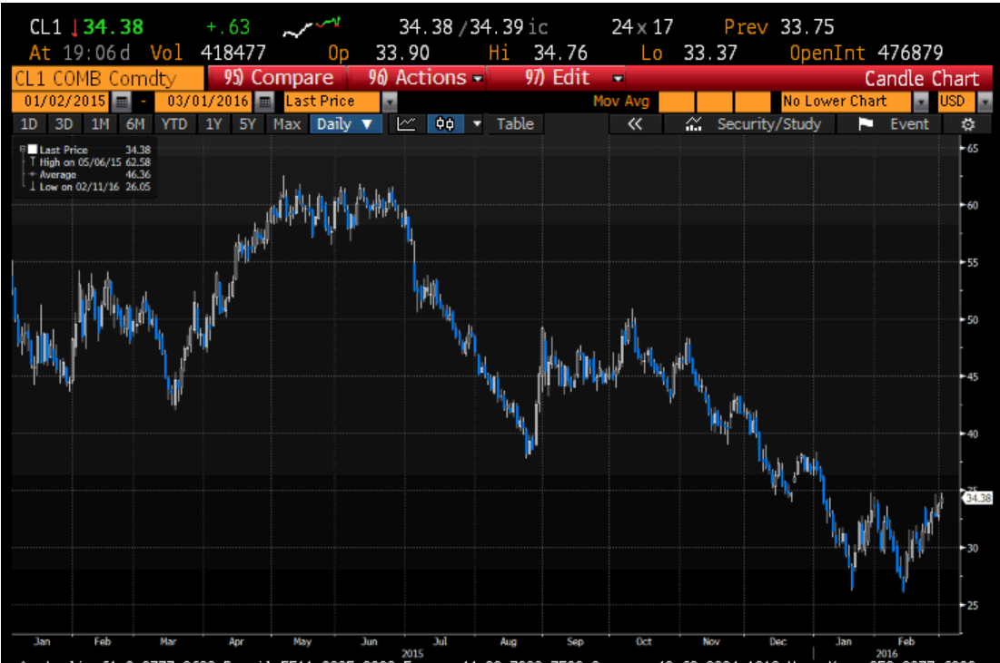 CL1 ↓34.38 +.63 34.38/34.39ic 24x17 Prev 33.75
At 19:06d Vol 418477 Op 33.90 Hi 34.76 Lo 33.37 OpenInt 476879
CL1 COMB Comdty 95) Compare 96) Actions 97) Edit Candle Chart
01/02/2015 - 03/01/2016 Last Price Mov Avg No Lower Chart USD
1D 3D 1M 6M YTD 1Y 5Y Max Daily ▼ Table « Security/Study Event
Last Price 34.38
High on 05/06/15 62.58
Average 46.36
Low on 02/11/16 26.05
65
60
55
50
45
40
35
34.38
30
25
Jan Feb Mar Apr May Jun Jul Aug Sep Oct Nov Dec Jan Feb
2015 2016